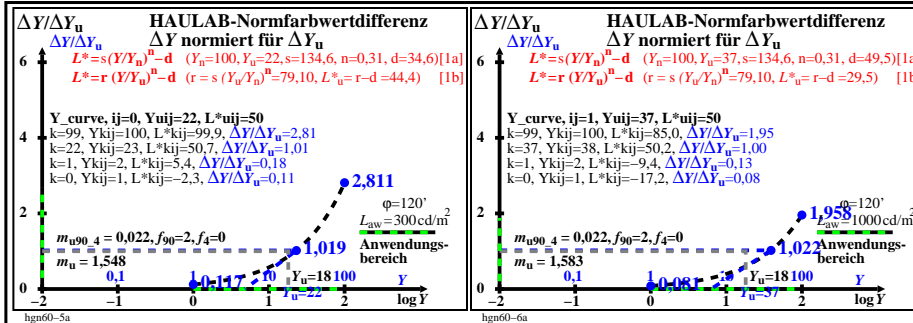 ΔY/ΔYu HAULAB-Normfarbwertdifferenz
ΔY/ΔYu ΔY normiert für ΔYu
6
L*=s(Y/Yn)^n−d (Yn=100, Yu=22, s=134,6, n=0,31, d=34,6) [1a]
L*=r (Y/Yu)^n−d (r = s (Yu/Yn)^n=79,10, L*u= r−d =44,4) [1b]
Y_curve, ij=0, Yuij=22, L*uij=50
k=99, Ykij=100, L*kij=99,9, ΔY/ΔYu=2,81
4
k=22, Ykij=23, L*kij=50,7, ΔY/ΔYu=1,01
k=1, Ykij=2, L*kij=5,4, ΔY/ΔYu=0,18
k=0, Ykij=1, L*kij=−2,3, ΔY/ΔYu=0,11
2,811
φ=120'
2
Law=300cd/m2
mu90_4 = 0,022, f90=2, f4=0
1,019
Anwendungs-
bereich
mu = 1,548
0,1 1 10 Yu=18 100 Y
0
0,117
Yu=22
−2 −1 0 1 2 log Y
hgn60−5a
ΔY/ΔYu HAULAB-Normfarbwertdifferenz
ΔY/ΔYu ΔY normiert für ΔYu
6
L*=s(Y/Yn)^n−d (Yn=100, Yu=37, s=134,6, n=0,31, d=49,5)[1a]
L*=r (Y/Yu)^n−d (r = s (Yu/Yn)^n=79,10, L*u= r−d =29,5) [1b]
Y_curve, ij=1, Yuij=37, L*uij=50
k=99, Ykij=100, L*kij=85,0, ΔY/ΔYu=1,95
4
k=37, Ykij=38, L*kij=50,2, ΔY/ΔYu=1,00
k=1, Ykij=2, L*kij=−9,4, ΔY/ΔYu=0,13
k=0, Ykij=1, L*kij=−17,2, ΔY/ΔYu=0,08
φ=120'
2
1,958
Law=1000cd/m2
mu90_4 = 0,022, f90=2, f4=0
1,022
Anwendungs-
bereich
mu = 1,583
0,1 1 10 Yu=18 100 Y
0
0,081
Yu=37
−2 −1 0 1 2 log Y
hgn60−6a